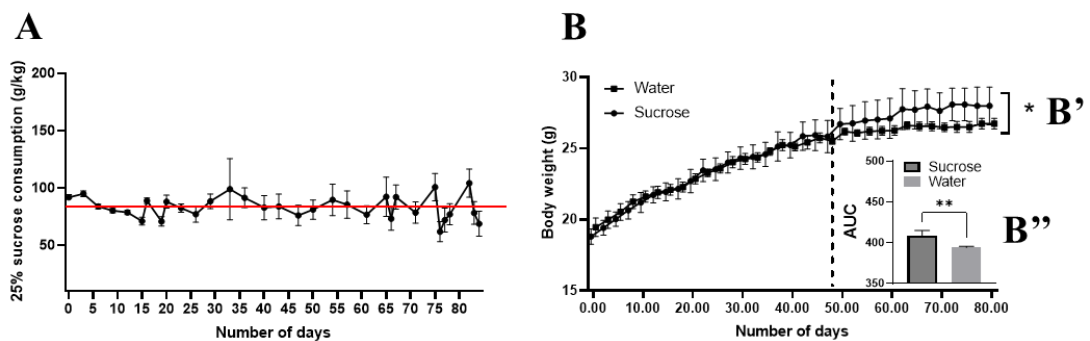 A
25% sucrose consumption (g/kg)
200
150
100
50
0 5 10 15 20 25 30 35 40 45 50 55 60 65 70 75 80
Number of days
B
Body weight (g)
30
25
20
15
Water
Sucrose
* B’
0.00 10.00 20.00 30.00 40.00 50.00 60.00 70.00 80.00
Number of days
B’’
AUC
500
450
400
350
Sucrose
Water
**